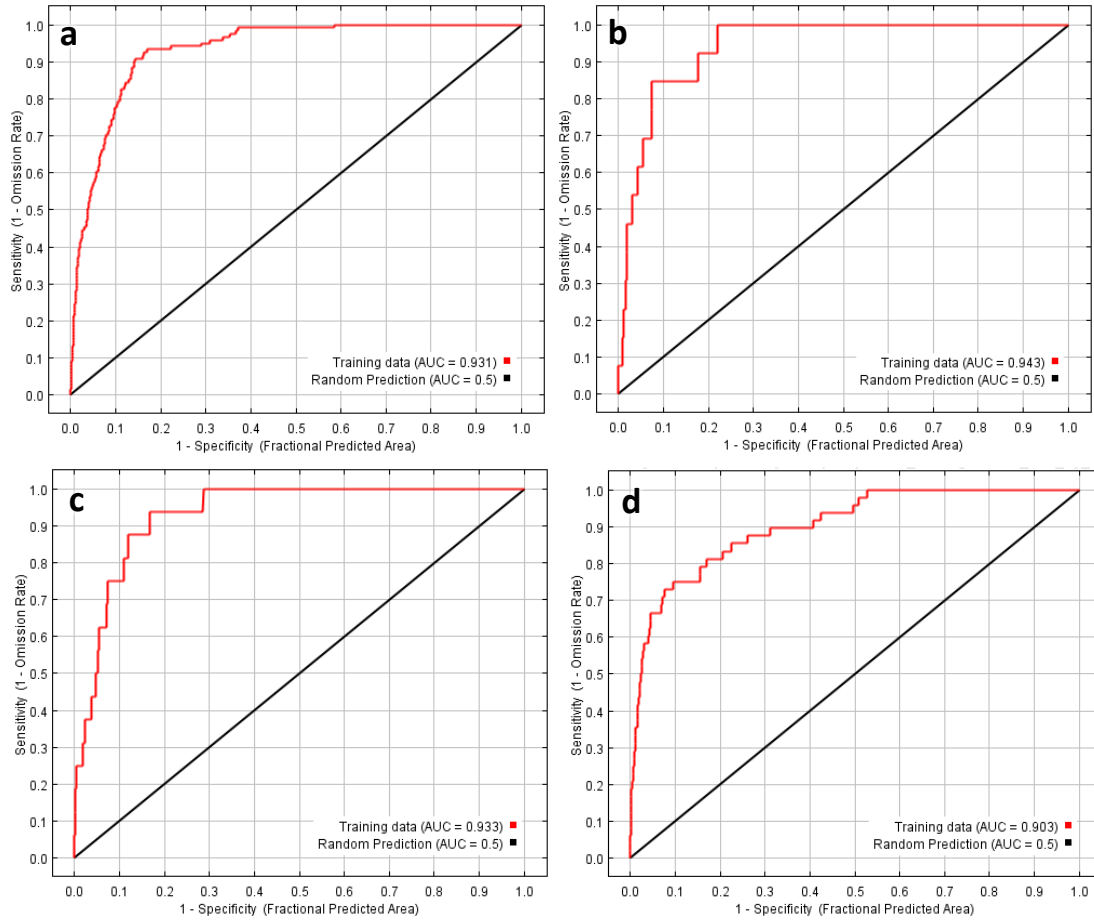 a
1.0
0.9
0.8
0.7
0.6
0.5
0.4
0.3
0.2
0.1
0.0
Sensitivity (1 - Omission Rate)
Training data (AUC = 0.931)
Random Prediction (AUC = 0.5)
0.0 0.1 0.2 0.3 0.4 0.5 0.6 0.7 0.8 0.9 1.0
1 - Specificity (Fractional Predicted Area)
b
1.0
0.9
0.8
0.7
0.6
0.5
0.4
0.3
0.2
0.1
0.0
Sensitivity (1 - Omission Rate)
Training data (AUC = 0.943)
Random Prediction (AUC = 0.5)
0.0 0.1 0.2 0.3 0.4 0.5 0.6 0.7 0.8 0.9 1.0
1 - Specificity (Fractional Predicted Area)
c
1.0
0.9
0.8
0.7
0.6
0.5
0.4
0.3
0.2
0.1
0.0
Sensitivity (1 - Omission Rate)
Training data (AUC = 0.933)
Random Prediction (AUC = 0.5)
0.0 0.1 0.2 0.3 0.4 0.5 0.6 0.7 0.8 0.9 1.0
1 - Specificity (Fractional Predicted Area)
d
1.0
0.9
0.8
0.7
0.6
0.5
0.4
0.3
0.2
0.1
0.0
Sensitivity (1 - Omission Rate)
Training data (AUC = 0.903)
Random Prediction (AUC = 0.5)
0.0 0.1 0.2 0.3 0.4 0.5 0.6 0.7 0.8 0.9 1.0
1 - Specificity (Fractional Predicted Area)